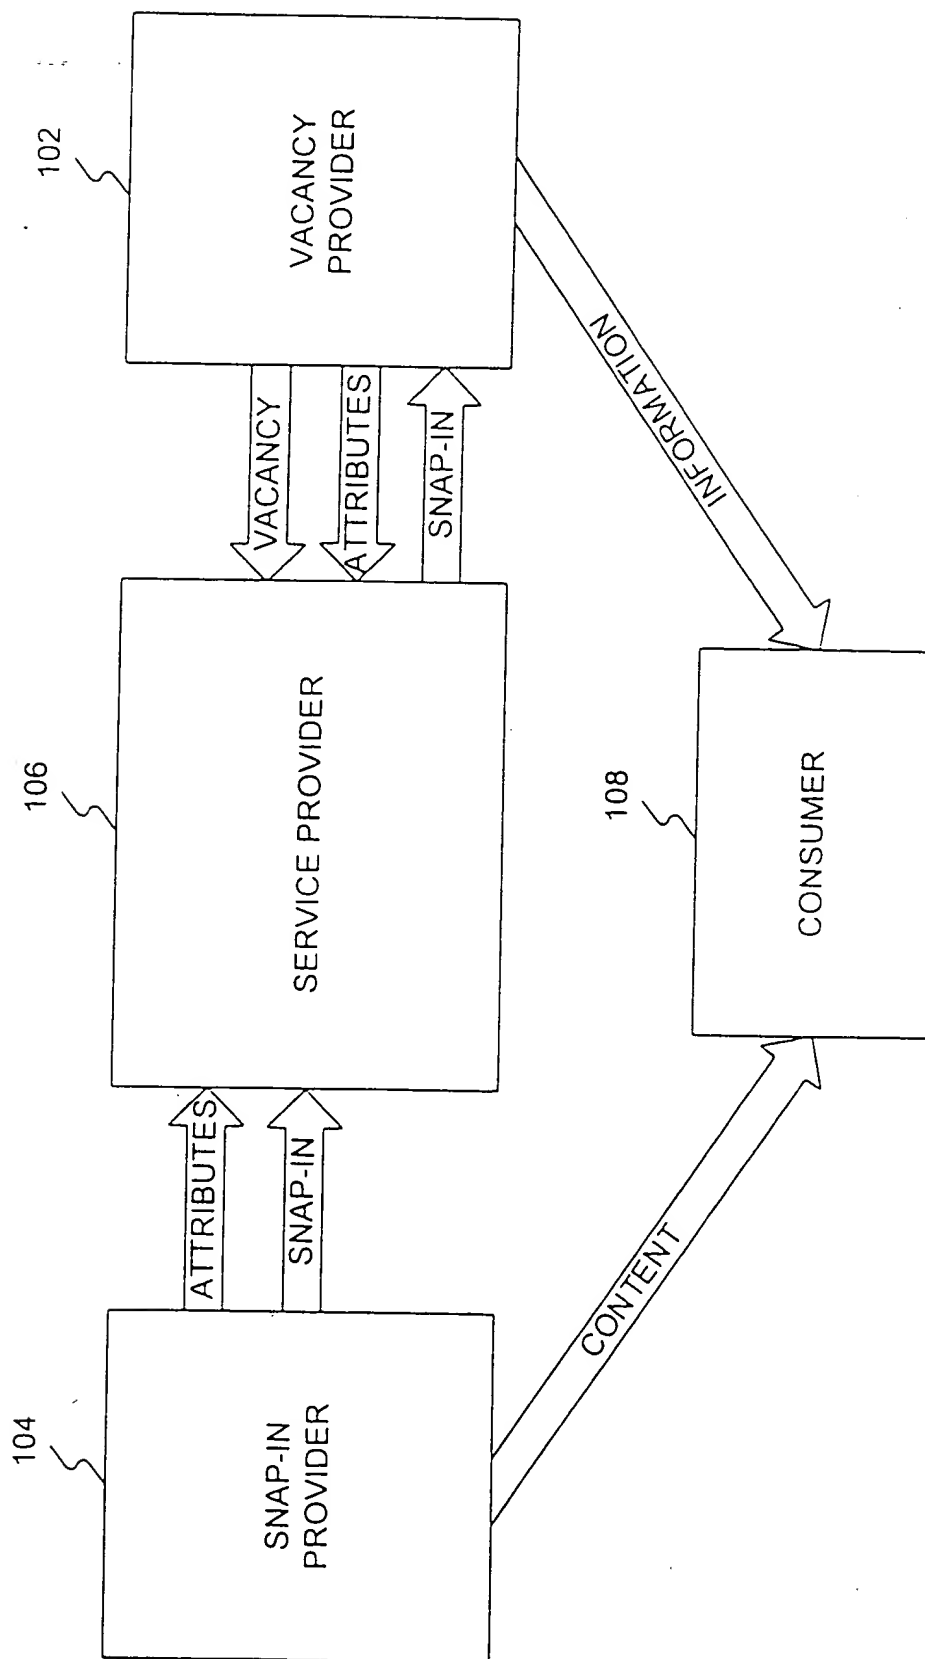 104
SNAP-IN
PROVIDER
ATTRIBUTES
SNAP-IN
106
SERVICE PROVIDER
VACANCY
ATTRIBUTES
SNAP-IN
102
VACANCY
PROVIDER
CONTENT
INFORMATION
108
CONSUMER